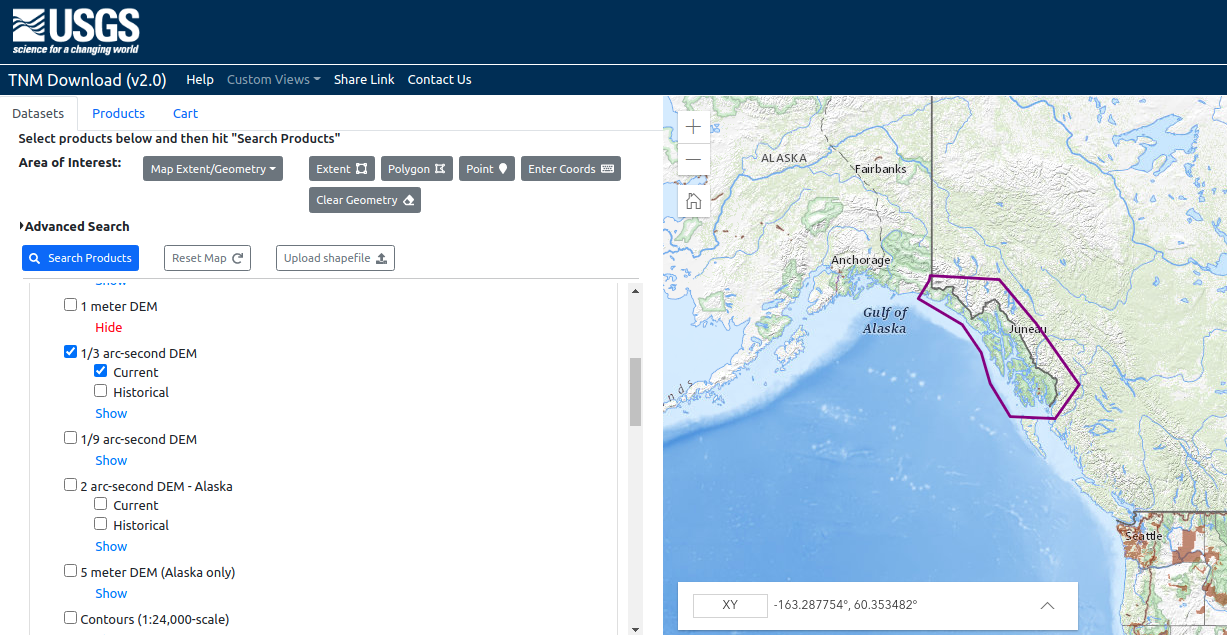 USGS
science for a changing world
TNM Download (v2.0) Help Custom Views Share Link Contact Us
Datasets Products Cart
Select products below and then hit "Search Products"
Area of Interest: Map Extent/Geometry Extent Polygon Point Enter Coords
Clear Geometry
Advanced Search
Search Products Reset Map Upload shapefile
Show
1 meter DEM
Hide
1/3 arc-second DEM
Current
Historical
Show
1/9 arc-second DEM
Show
2 arc-second DEM - Alaska
Current
Historical
Show
5 meter DEM (Alaska only)
Show
Contours (1:24,000-scale)
ALASKA
Fairbanks
Anchorage
Gulf of
Alaska
Juneau
nds
Seattle
XY -163.287754°, 60.353482°